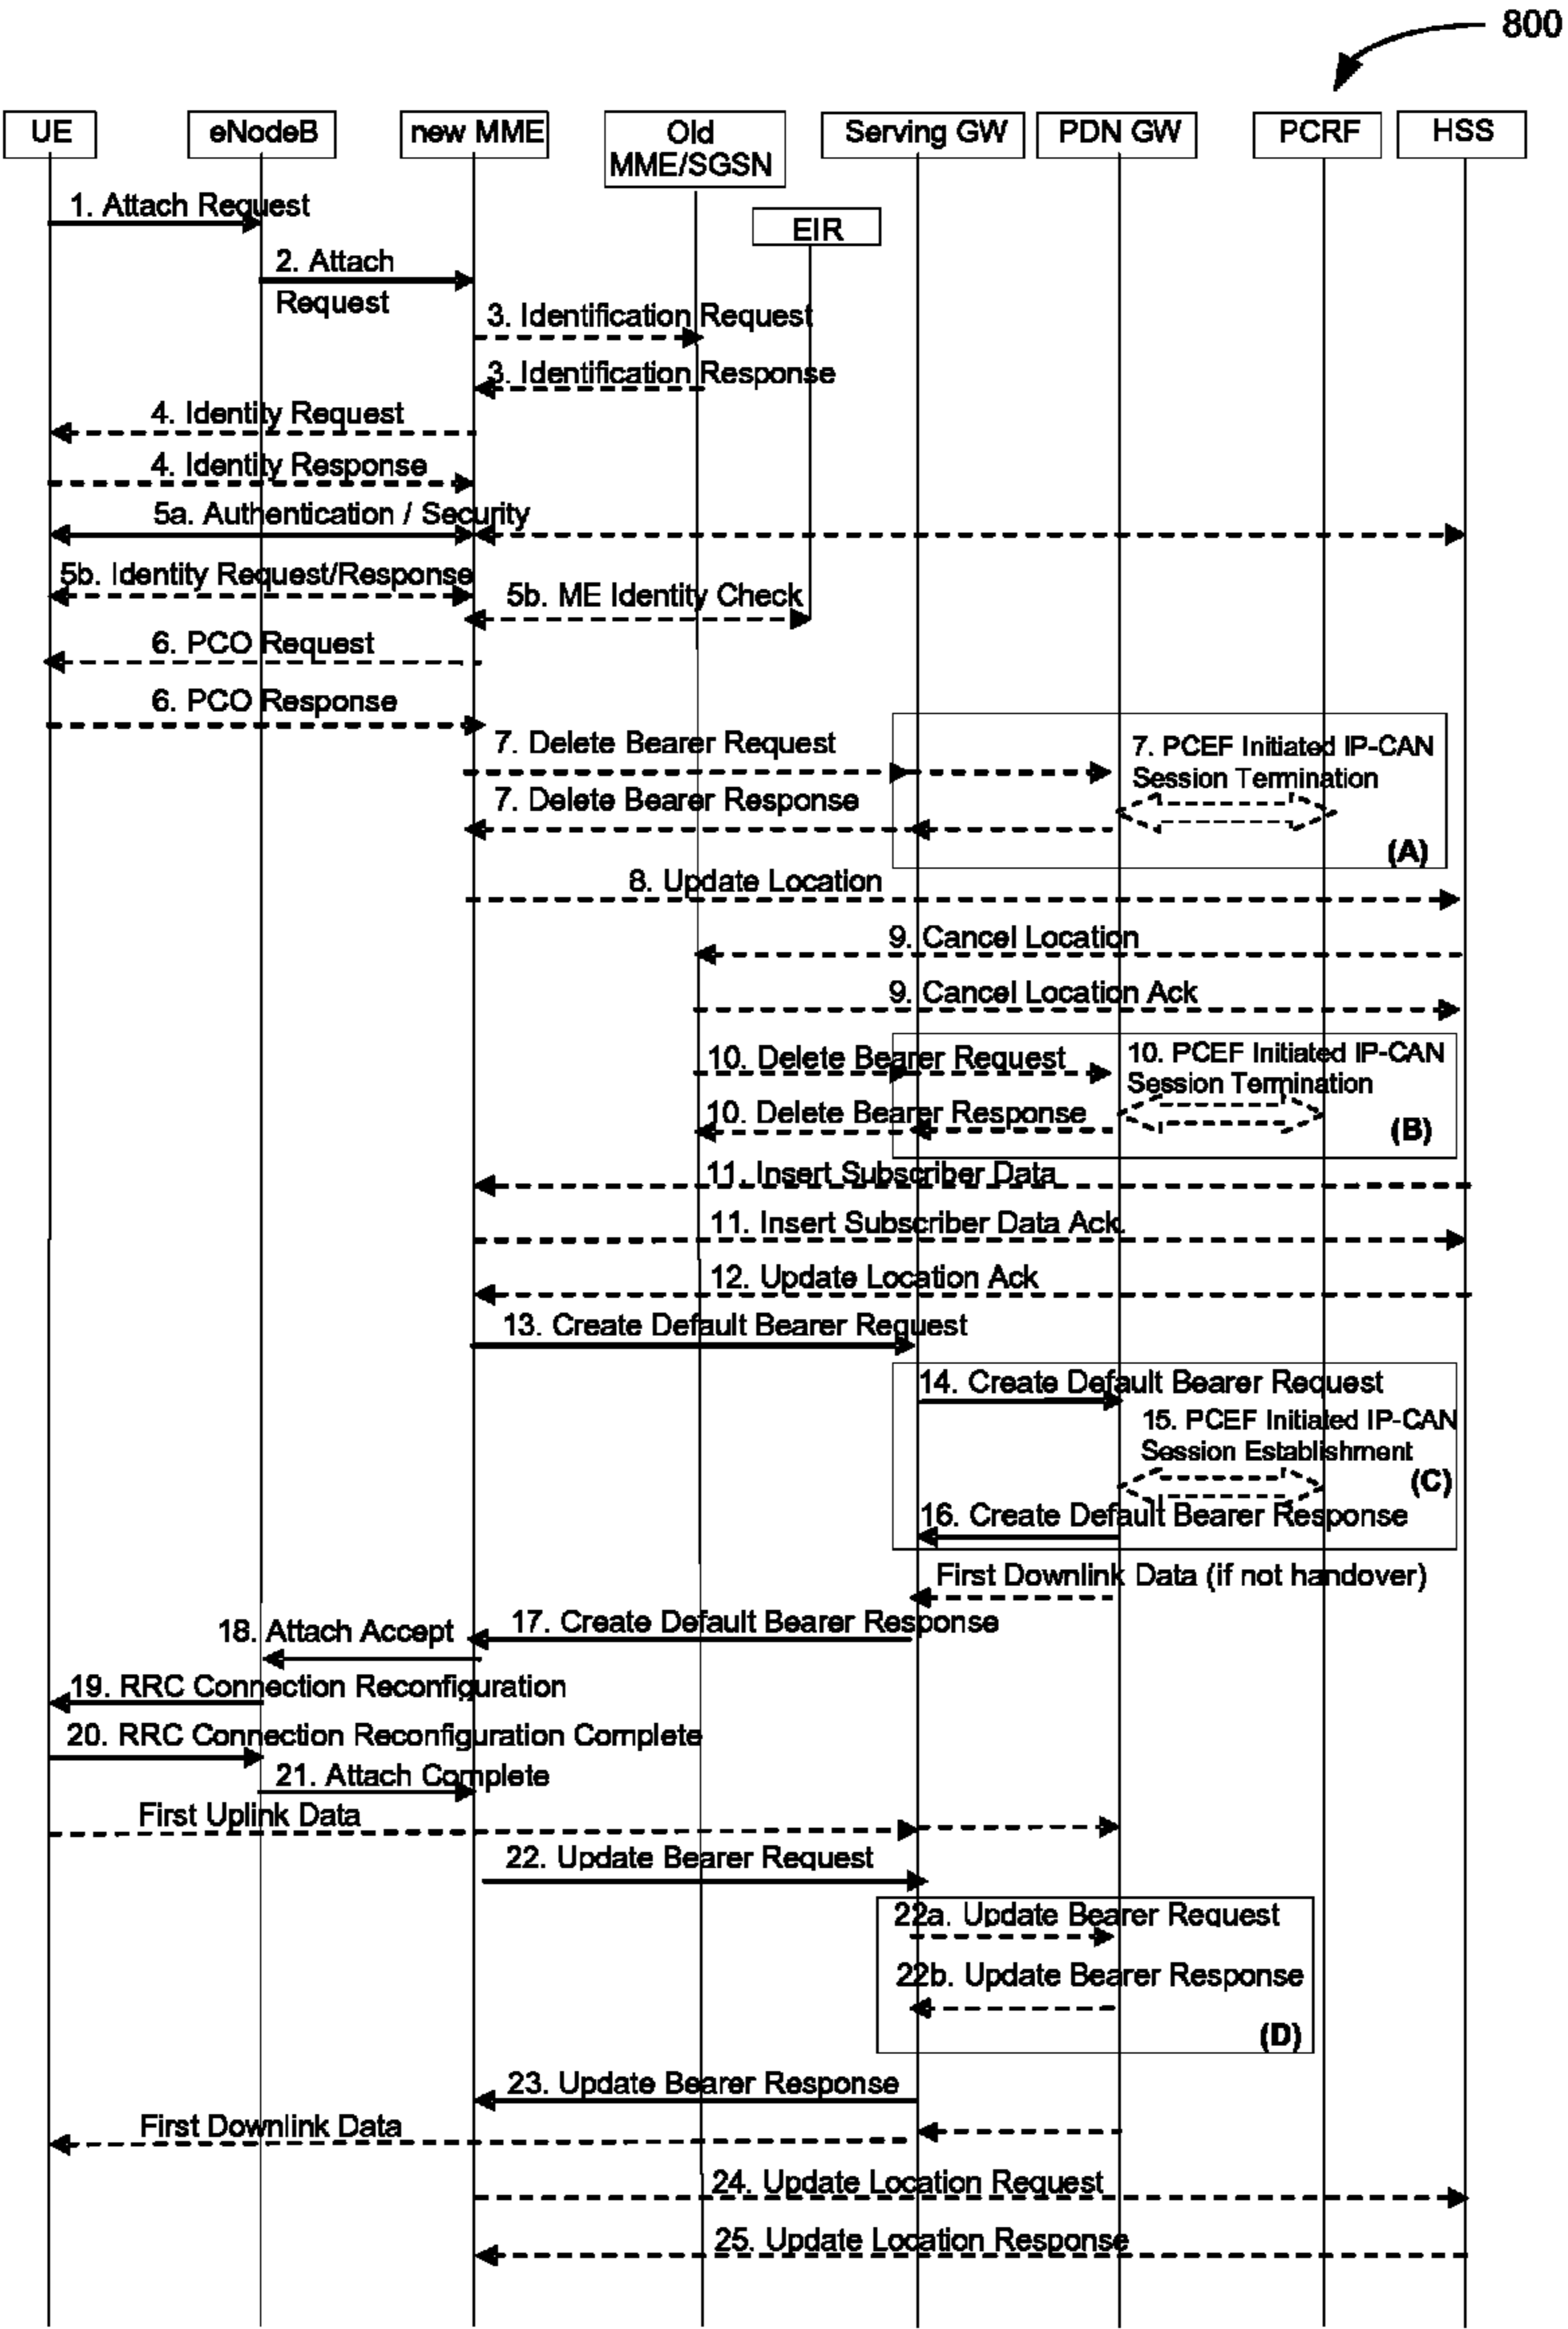 800
UE
eNodeB
new MME
Old
MME/SGSN
Serving GW
PDN GW
PCRF
HSS
EIR
1. Attach Request
2. Attach
Request
3. Identification Request
3. Identification Response
4. Identity Request
4. Identity Response
5a. Authentication / Security
5b. Identity Request/Response
5b. ME Identity Check
6. PCO Request
6. PCO Response
7. Delete Bearer Request
7. PCEF Initiated IP-CAN
Session Termination
7. Delete Bearer Response
(A)
8. Update Location
9. Cancel Location
9. Cancel Location Ack
10. Delete Bearer Request
10. PCEF Initiated IP-CAN
Session Termination
10. Delete Bearer Response
(B)
11. Insert Subscriber Data
11. Insert Subscriber Data Ack.
12. Update Location Ack
13. Create Default Bearer Request
14. Create Default Bearer Request
15. PCEF Initiated IP-CAN
Session Establishment
(C)
16. Create Default Bearer Response
First Downlink Data (if not handover)
17. Create Default Bearer Response
18. Attach Accept
19. RRC Connection Reconfiguration
20. RRC Connection Reconfiguration Complete
21. Attach Complete
First Uplink Data
22. Update Bearer Request
22a. Update Bearer Request
22b. Update Bearer Response
(D)
23. Update Bearer Response
First Downlink Data
24. Update Location Request
25. Update Location Response